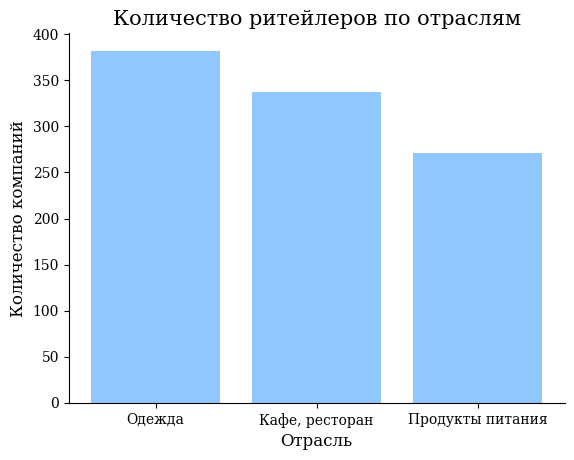 Количество ритейлеров по отраслям
Количество компаний
400
350
300
250
200
150
100
50
0
Одежда
Кафе, ресторан
Продукты питания
Отрасль